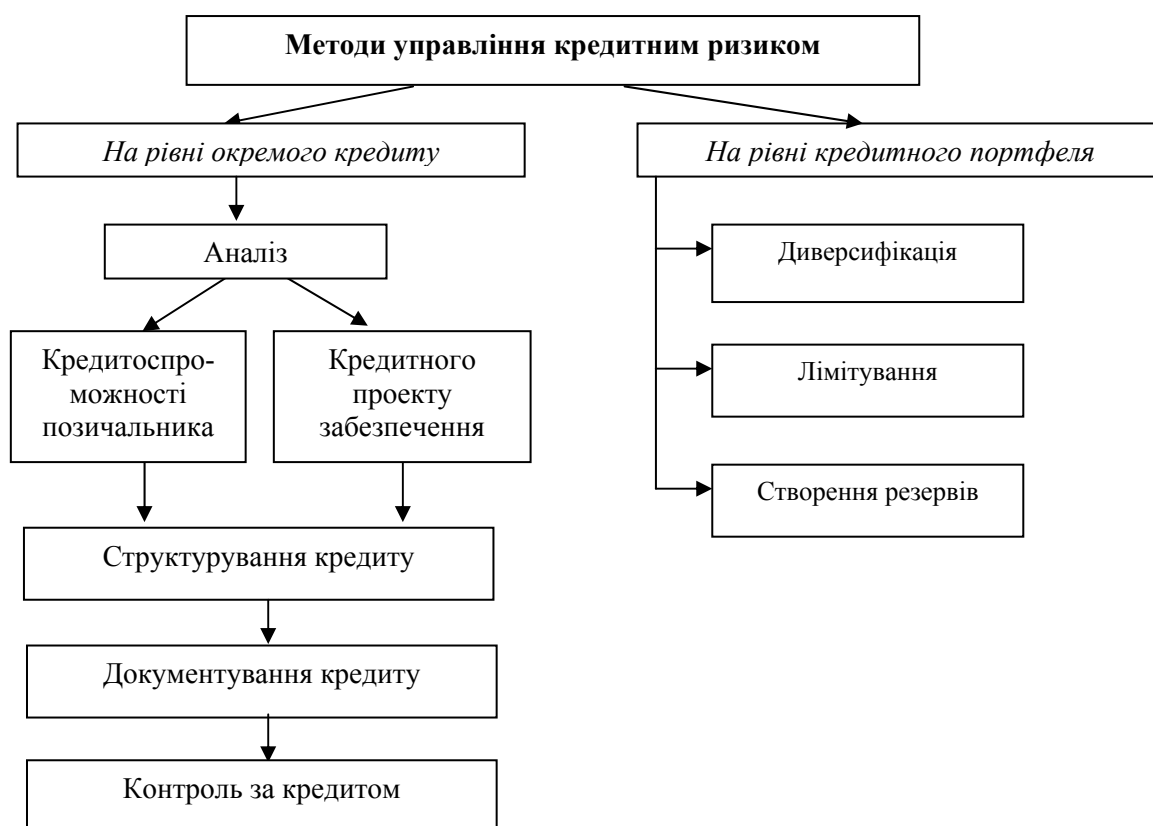 Методи управління кредитним ризиком
На рівні окремого кредиту
На рівні кредитного портфеля
Аналіз
Кредитоспро-
можності
позичальника
Кредитного
проекту
забезпечення
Структурування кредиту
Документування кредиту
Контроль за кредитом
Диверсифікація
Лімітування
Створення резервів